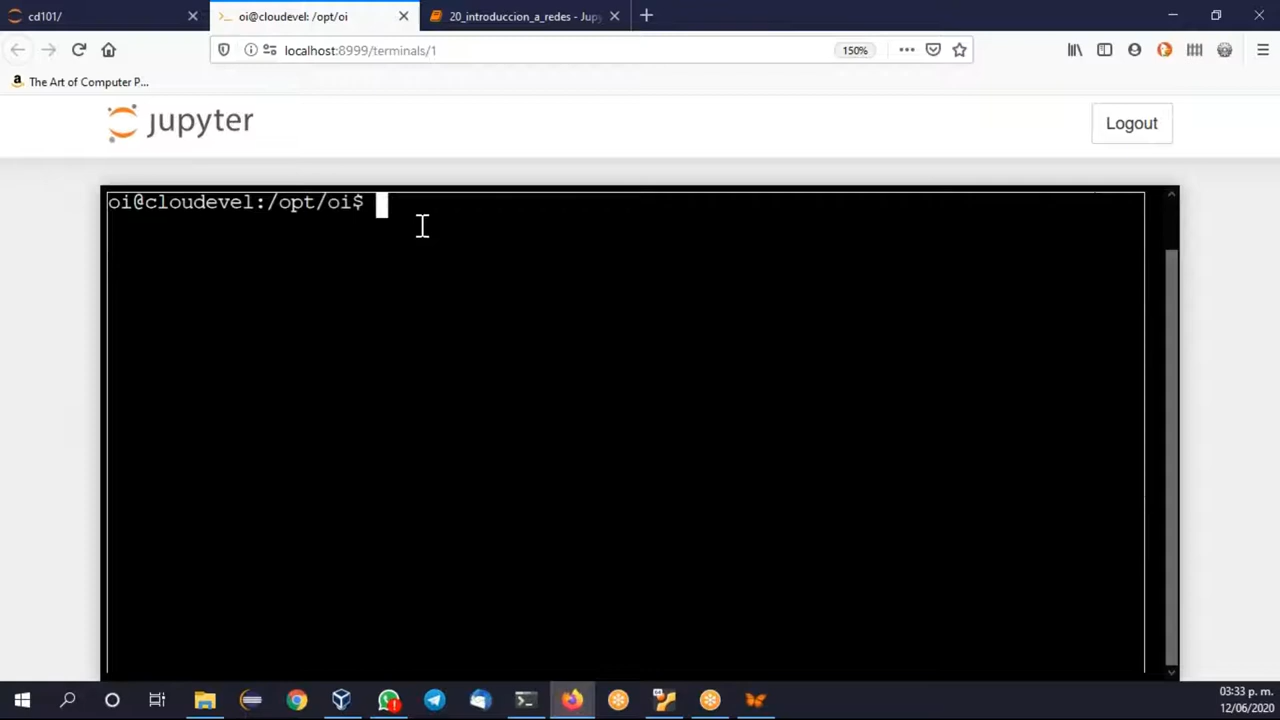 cd101/
oi@cloudevel: /opt/oi
20_introduccion_a_redes - Jupy
localhost:8999/terminals/1
150%
The Art of Computer P...
jupyter
Logout
oi@cloudevel:/opt/oi$
03:33 p. m.
12/06/2020